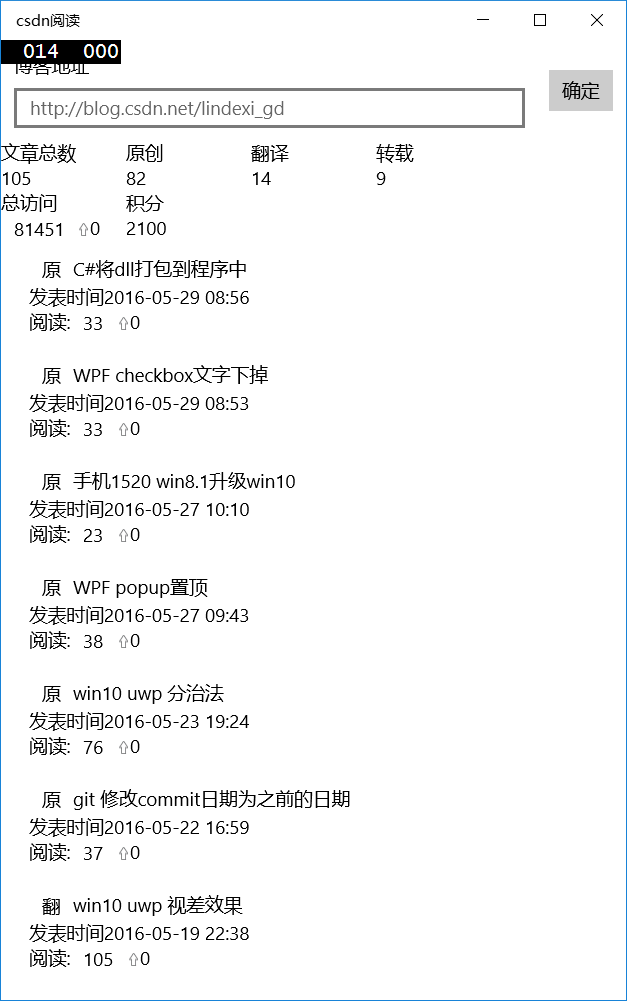 csdn阅读
014 000
博客地址
确定
http://blog.csdn.net/lindexi_gd
文章总数 原创 翻译 转载
105 82 14 9
总访问 积分
81451 ⇧0 2100
原 C#将dll打包到程序中
发表时间2016-05-29 08:56
阅读: 33 ⇧0
原 WPF checkbox文字下掉
发表时间2016-05-29 08:53
阅读: 33 ⇧0
原 手机1520 win8.1升级win10
发表时间2016-05-27 10:10
阅读: 23 ⇧0
原 WPF popup置顶
发表时间2016-05-27 09:43
阅读: 38 ⇧0
原 win10 uwp 分治法
发表时间2016-05-23 19:24
阅读: 76 ⇧0
原 git 修改commit日期为之前的日期
发表时间2016-05-22 16:59
阅读: 37 ⇧0
翻 win10 uwp 视差效果
发表时间2016-05-19 22:38
阅读: 105 ⇧0